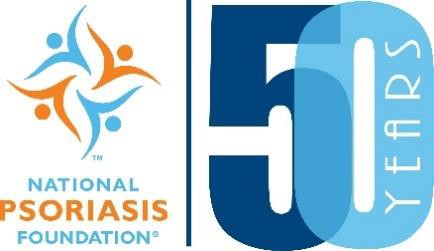 ™
NATIONAL
PSORIASIS
FOUNDATION®
50
YEARS